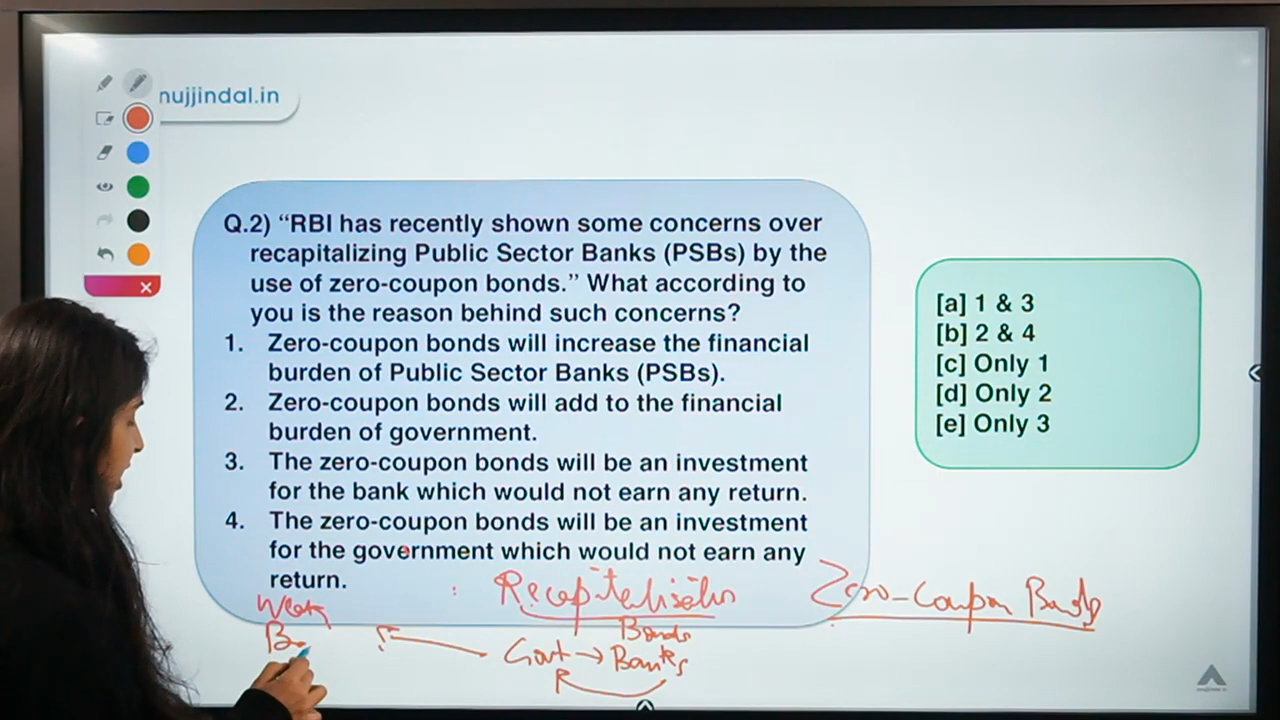 nujjindal.in
Q.2) “RBI has recently shown some concerns over
recapitalizing Public Sector Banks (PSBs) by the
use of zero-coupon bonds.” What according to
you is the reason behind such concerns?
1. Zero-coupon bonds will increase the financial
burden of Public Sector Banks (PSBs).
2. Zero-coupon bonds will add to the financial
burden of government.
3. The zero-coupon bonds will be an investment
for the bank which would not earn any return.
4. The zero-coupon bonds will be an investment
for the government which would not earn any
return.
[a] 1 & 3
[b] 2 & 4
[c] Only 1
[d] Only 2
[e] Only 3
Recapitalisation
Zero-Coupon Bonds
Weak
Ba
Bonds
Govt → Banks